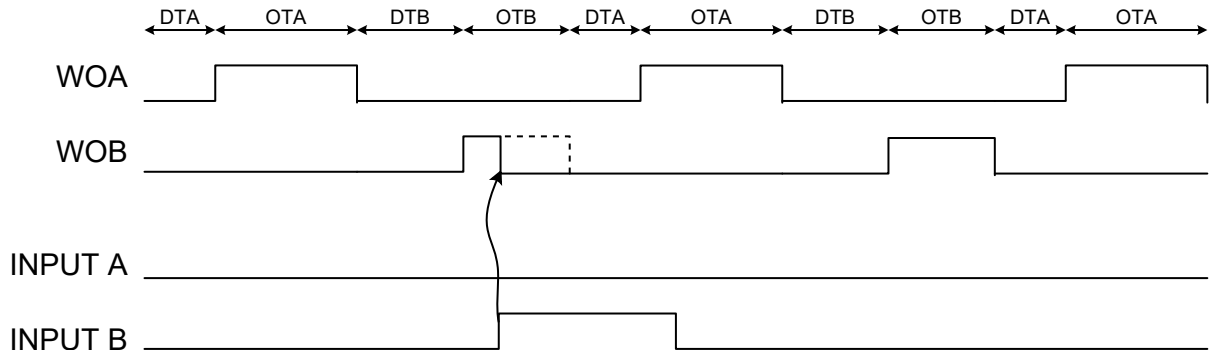 DTA OTA DTB OTB DTA OTA DTB OTB DTA OTA
WOA
WOB
INPUT A
INPUT B